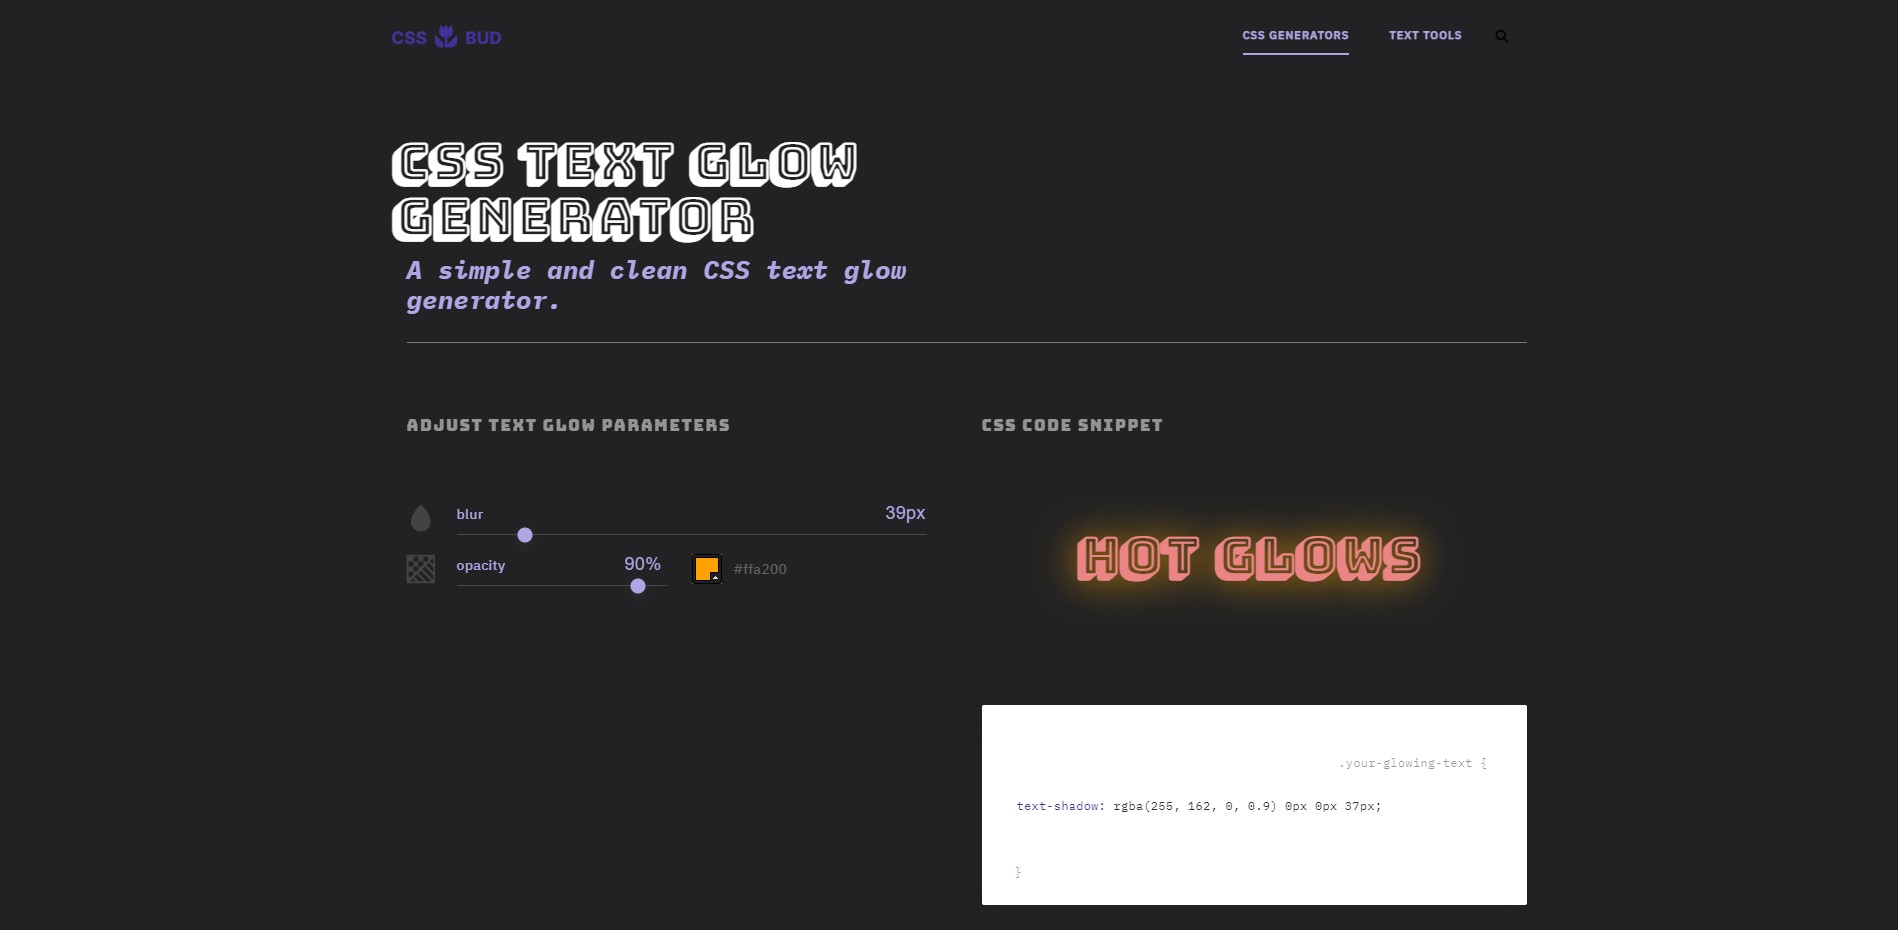 CSS BUD
CSS GENERATORS
TEXT TOOLS
CSS TEXT GLOW
GENERATOR
A simple and clean CSS text glow
generator.
ADJUST TEXT GLOW PARAMETERS
CSS CODE SNIPPET
blur
39px
opacity
90%
#ffa200
HOT GLOWS
.your-glowing-text {
text-shadow: rgba(255, 162, 0, 0.9) 0px 0px 37px;
}